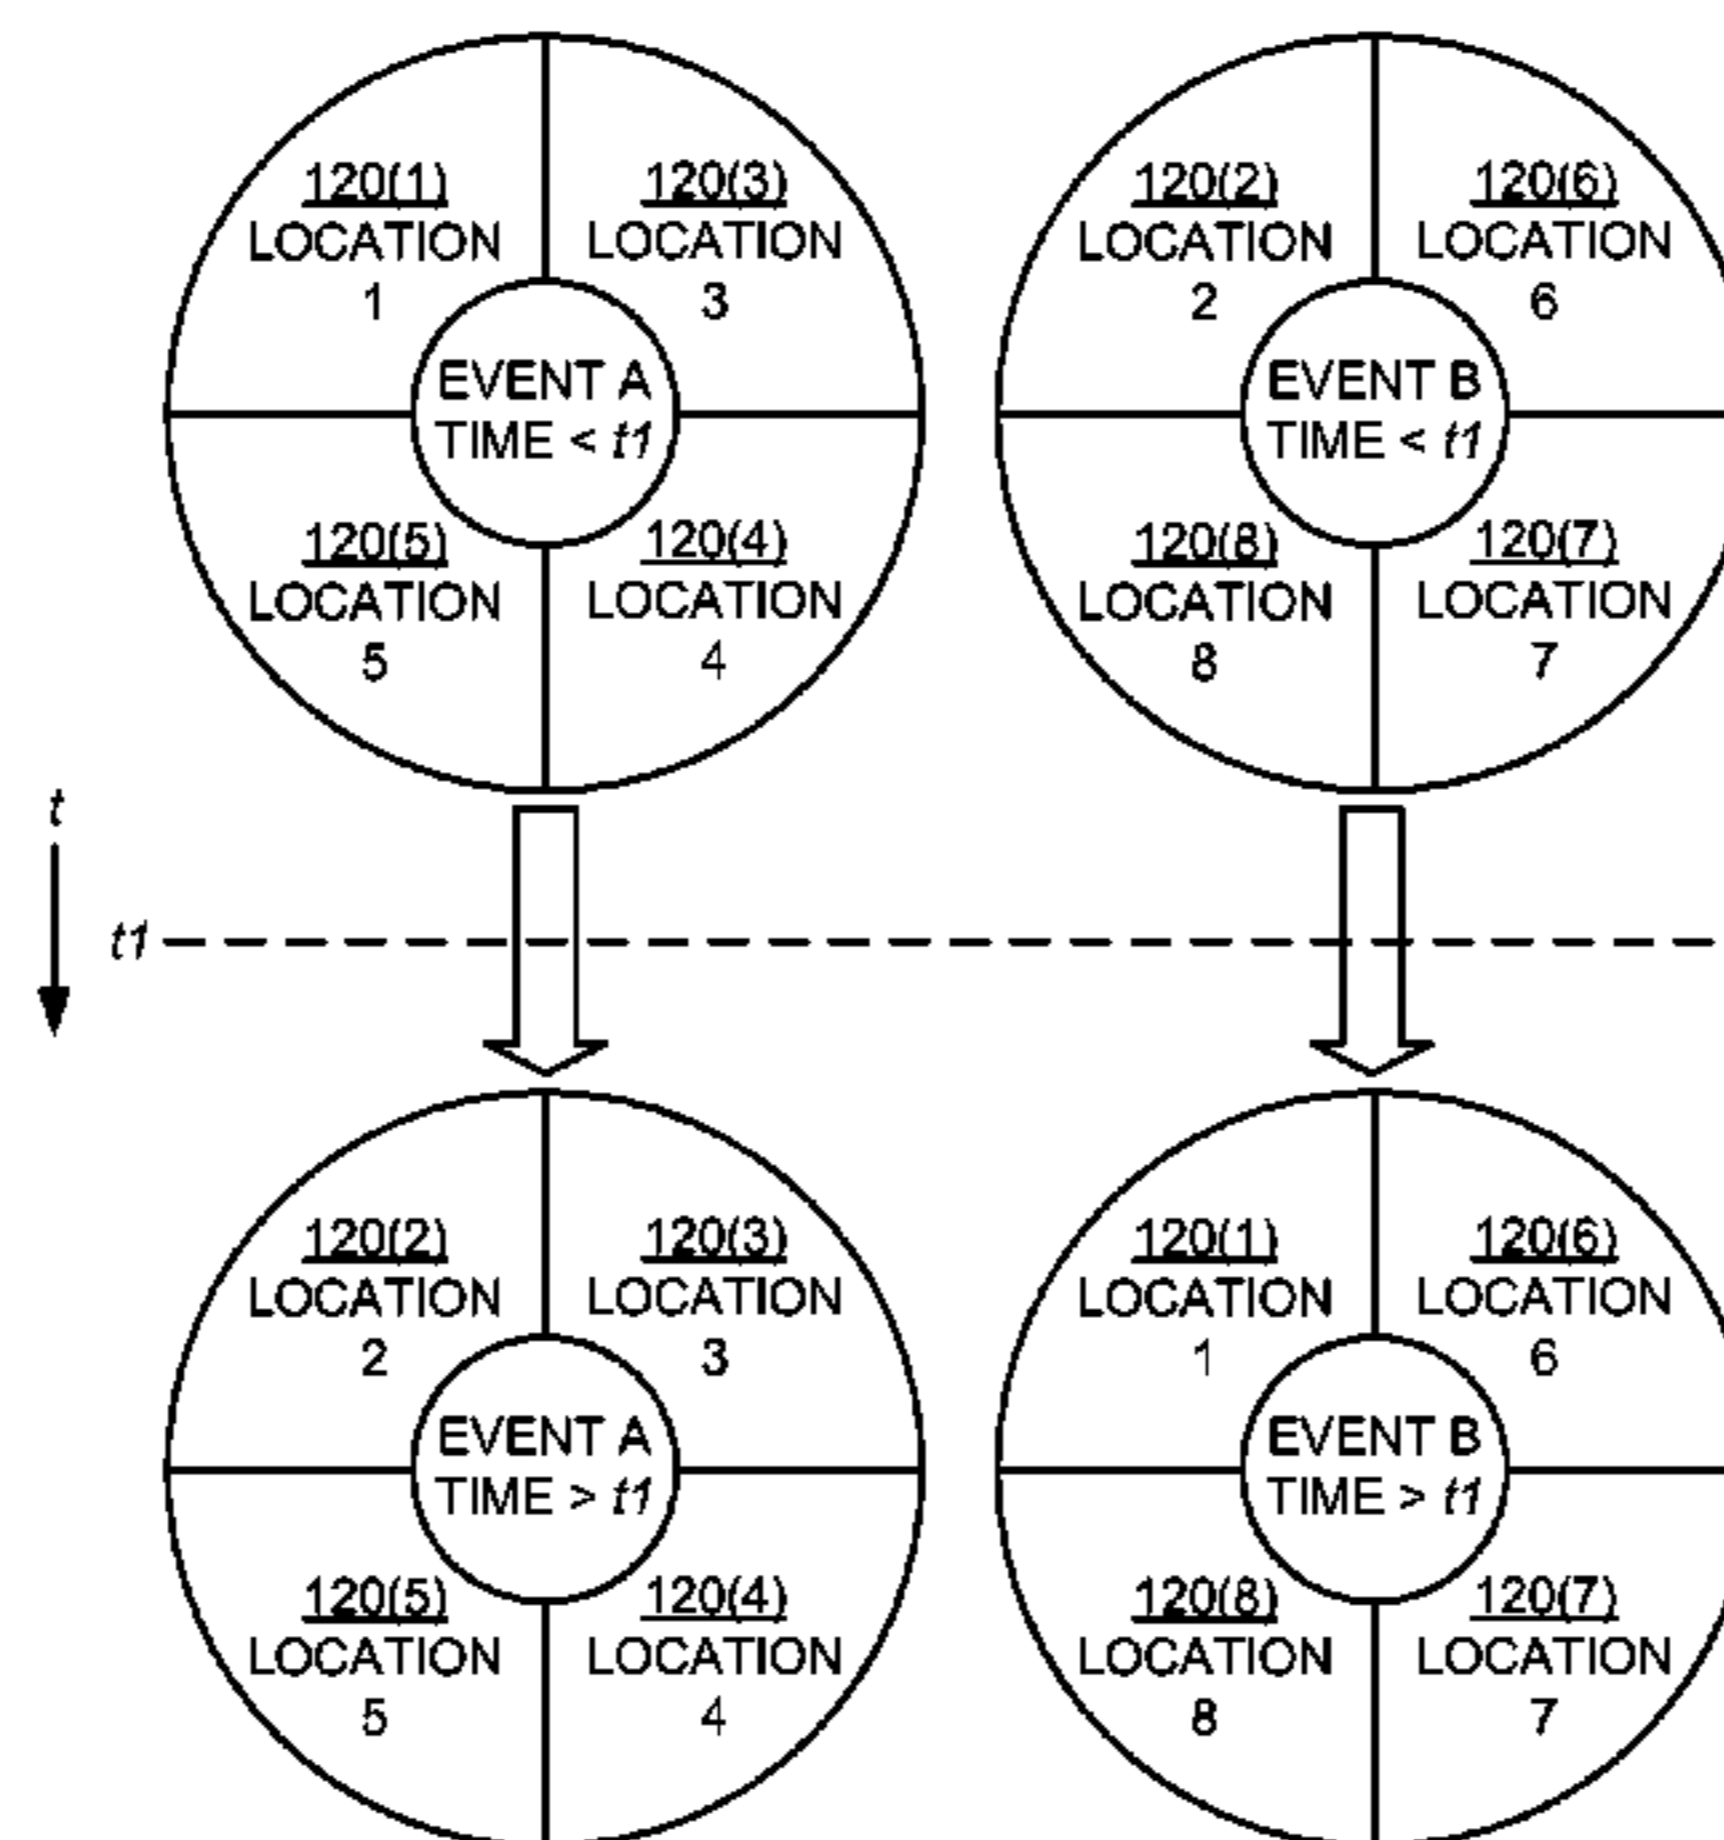 120(1)
LOCATION
1
120(3)
LOCATION
3
EVENT A
TIME < t1
120(5)
LOCATION
5
120(4)
LOCATION
4
120(2)
LOCATION
2
120(6)
LOCATION
6
EVENT B
TIME < t1
120(8)
LOCATION
8
120(7)
LOCATION
7
t
t1
120(2)
LOCATION
2
120(3)
LOCATION
3
EVENT A
TIME > t1
120(5)
LOCATION
5
120(4)
LOCATION
4
120(1)
LOCATION
1
120(6)
LOCATION
6
EVENT B
TIME > t1
120(8)
LOCATION
8
120(7)
LOCATION
7